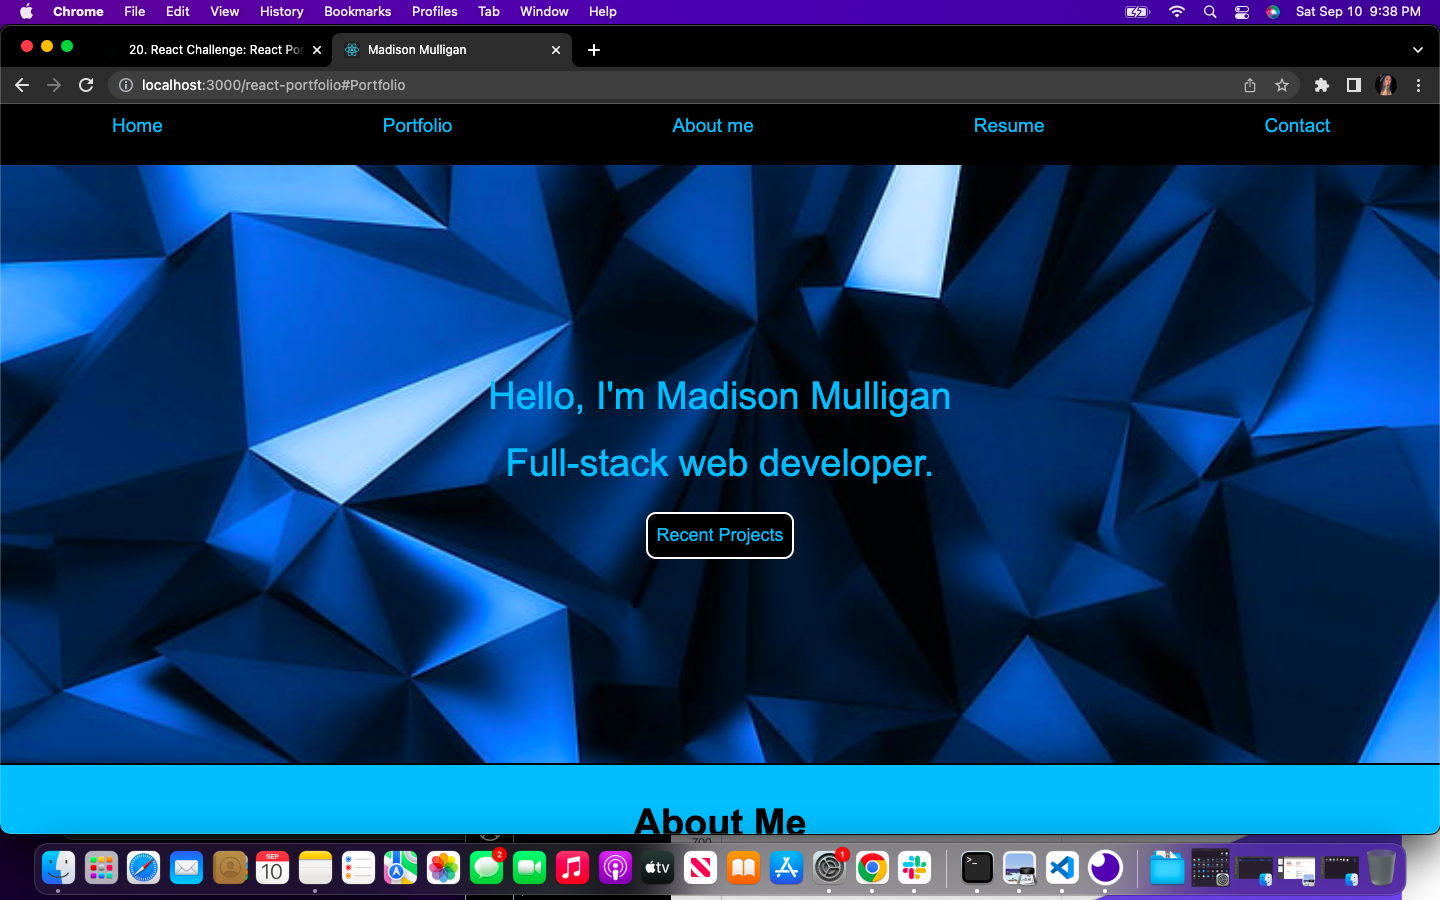 Chrome File Edit View History Bookmarks Profiles Tab Window Help Sat Sep 10 9:38 PM
20. React Challenge: React Por Madison Mulligan
localhost:3000/react-portfolio#Portfolio
Home Portfolio About me Resume Contact
Hello, I'm Madison Mulligan
Full-stack web developer.
Recent Projects
About Me
700
2
SEP
10
tv
1
>_